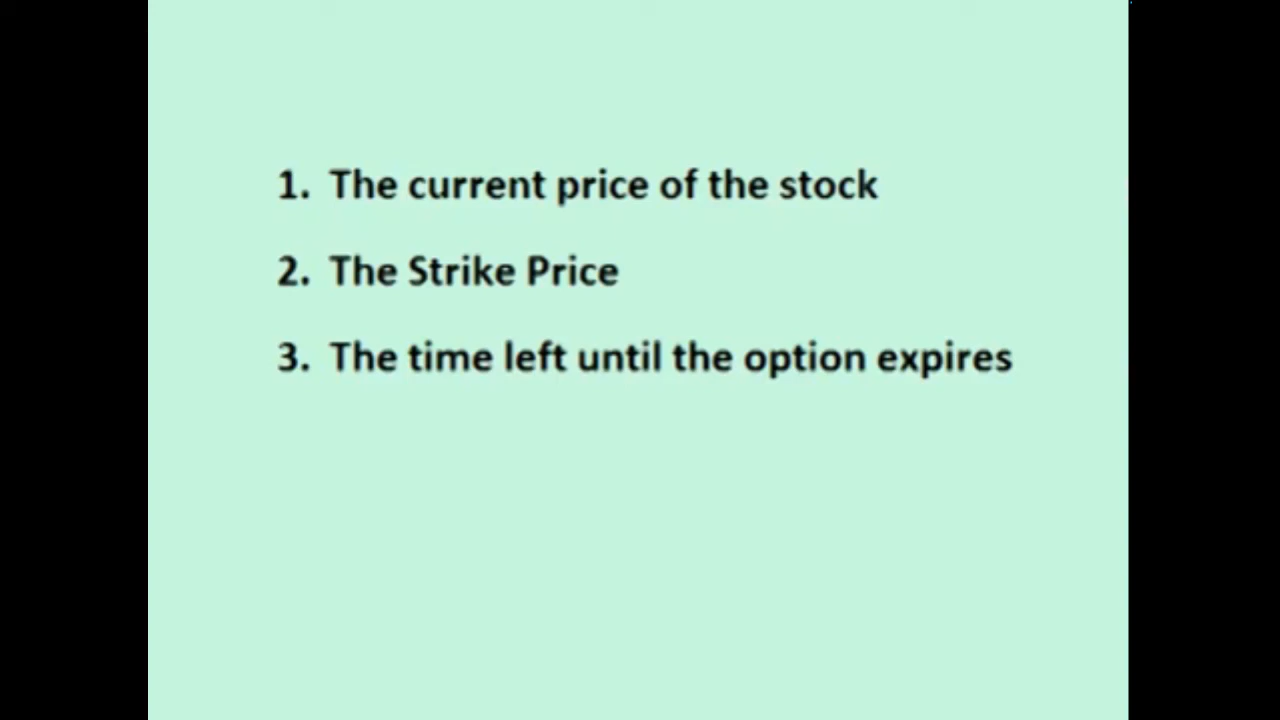 1. The current price of the stock
2. The Strike Price
3. The time left until the option expires